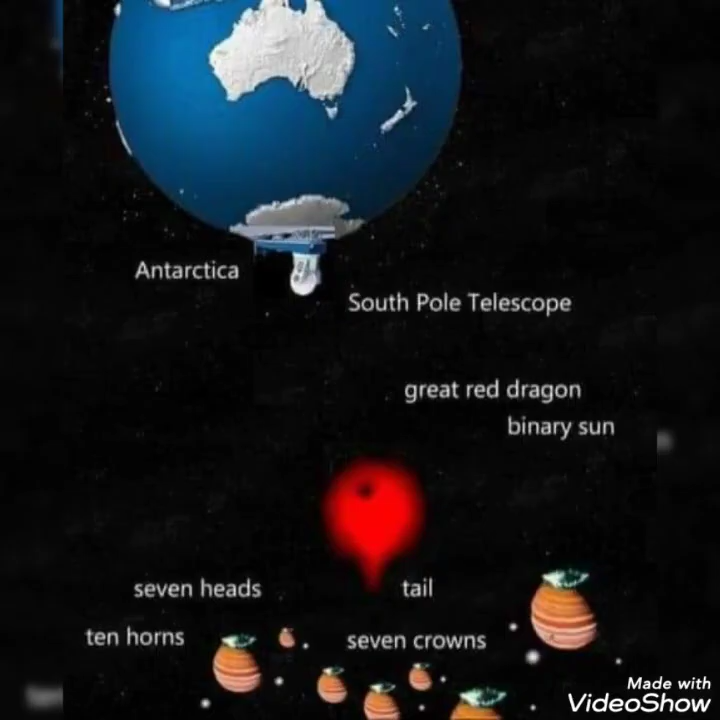 Antarctica
South Pole Telescope
great red dragon
binary sun
seven heads
tail
ten horns
seven crowns
Made with
VideoShow